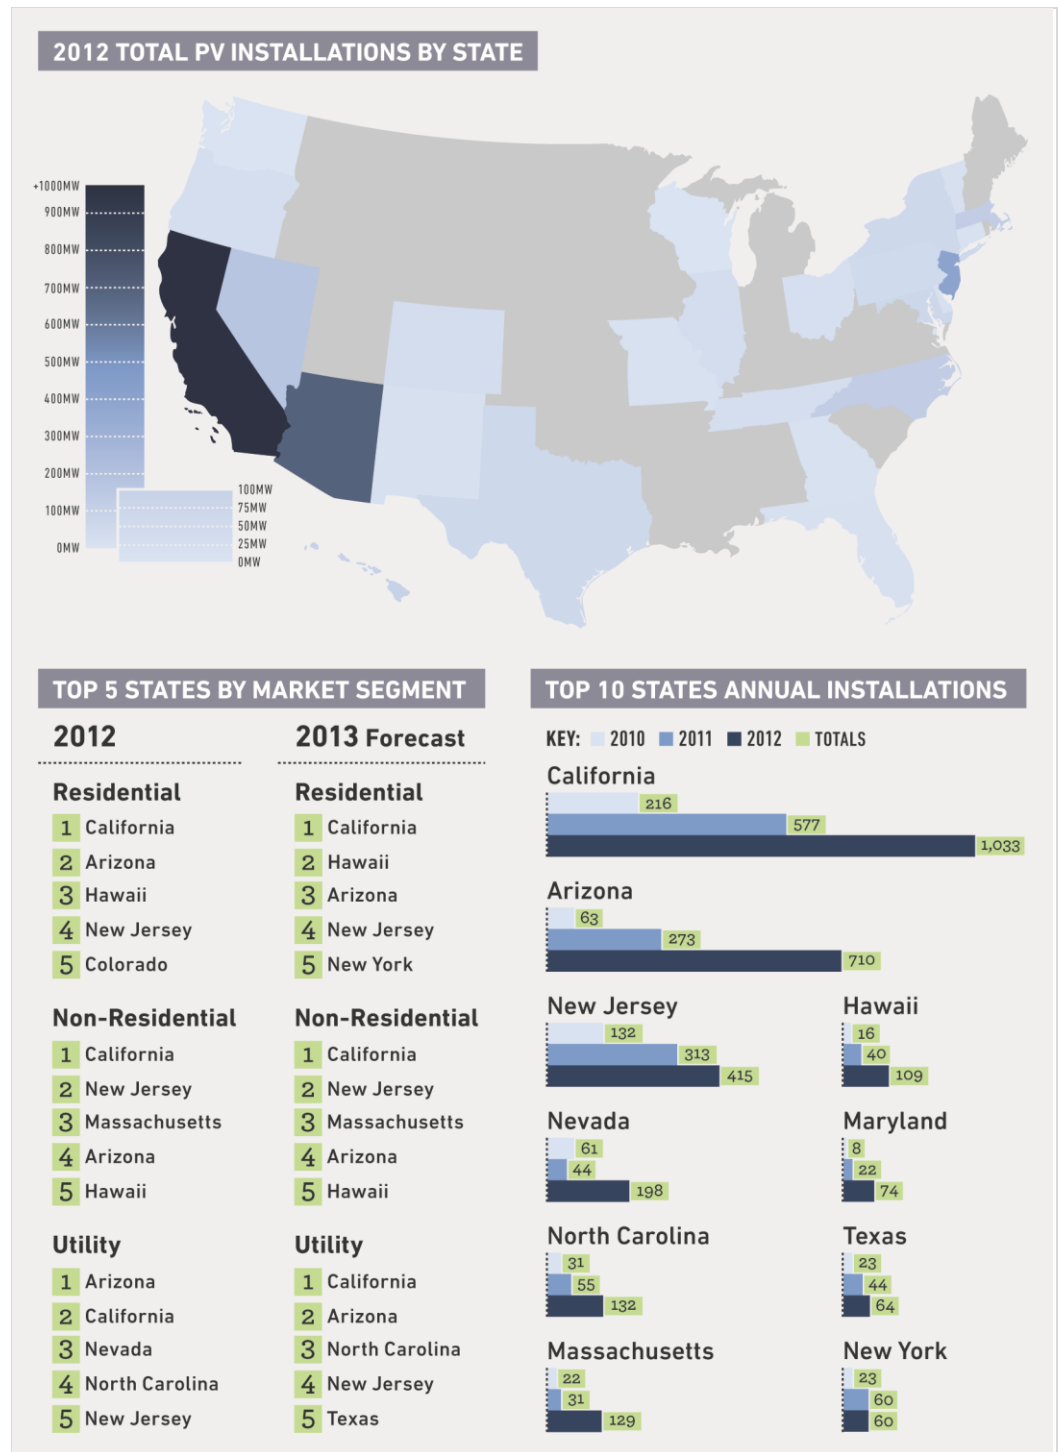 2012 TOTAL PV INSTALLATIONS BY STATE
+1000MW
900MW
800MW
700MW
600MW
500MW
400MW
300MW
200MW
100MW
0MW
100MW
75MW
50MW
25MW
0MW
TOP 5 STATES BY MARKET SEGMENT
2012
Residential
1 California
2 Arizona
3 Hawaii
4 New Jersey
5 Colorado
Non-Residential
1 California
2 New Jersey
3 Massachusetts
4 Arizona
5 Hawaii
Utility
1 Arizona
2 California
3 Nevada
4 North Carolina
5 New Jersey
2013 Forecast
Residential
1 California
2 Hawaii
3 Arizona
4 New Jersey
5 New York
Non-Residential
1 California
2 New Jersey
3 Massachusetts
4 Arizona
5 Hawaii
Utility
1 California
2 Arizona
3 North Carolina
4 New Jersey
5 Texas
TOP 10 STATES ANNUAL INSTALLATIONS
KEY: 2010 2011 2012 TOTALS
California
216
577
1,033
Arizona
63
273
710
New Jersey
132
313
415
Nevada
61
44
198
North Carolina
31
55
132
Massachusetts
22
31
129
Hawaii
16
40
109
Maryland
8
22
74
Texas
23
44
64
New York
23
60
60